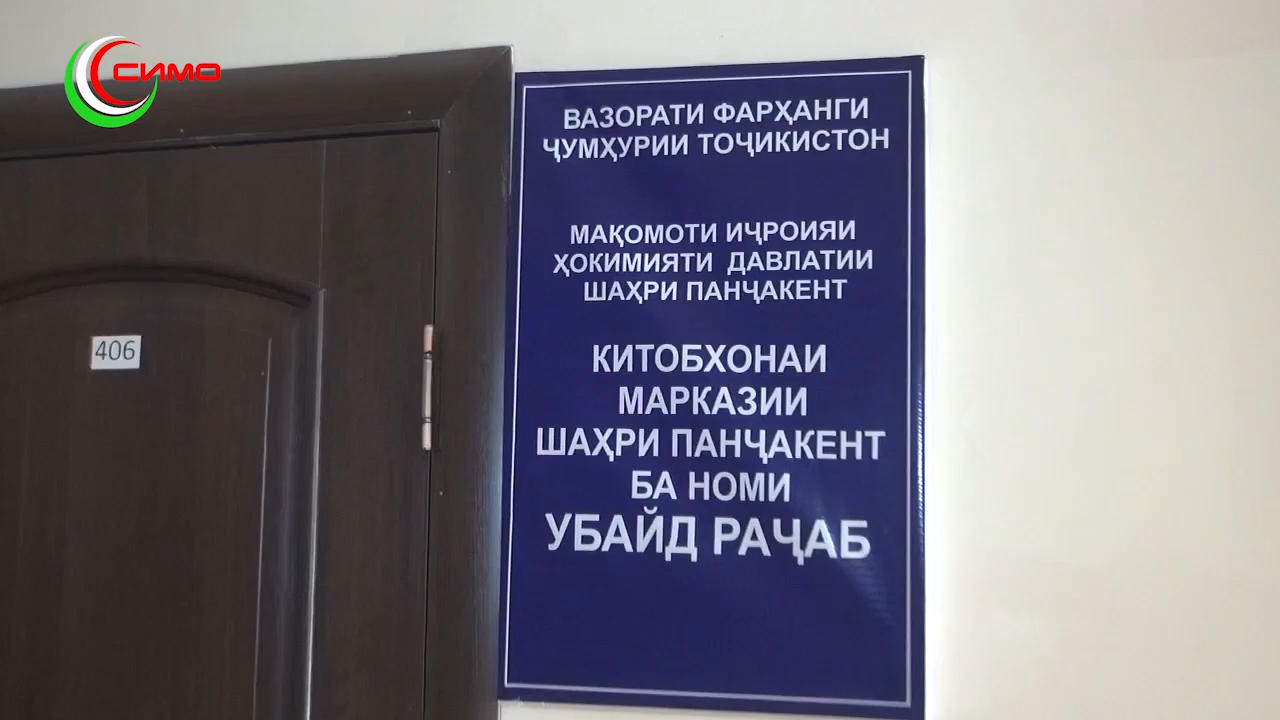 СИМО
ВАЗОРАТИ ФАРҲАНГИ
ҶУМҲУРИИ ТОҶИКИСТОН
МАҚОМОТИ ИҶРОИЯИ
ҲОКИМИЯТИ ДАВЛАТИИ
ШАҲРИ ПАНҶАКЕНТ
КИТОБХОНАИ
МАРКАЗИИ
ШАҲРИ ПАНҶАКЕНТ
БА НОМИ
УБАЙД РАҶАБ
406